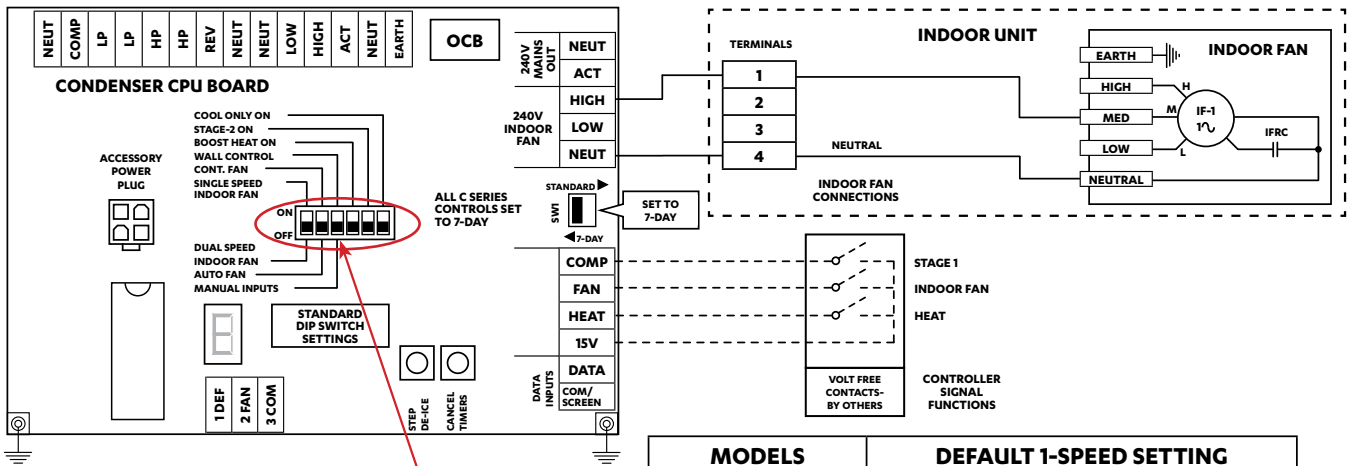 NEUT COMP LP LP HP HP REV NEUT NEUT LOW HIGH ACT NEUT EARTH
OCB
CONDENSER CPU BOARD
COOL ONLY ON
STAGE-2 ON
BOOST HEAT ON
WALL CONTROL
CONT. FAN
SINGLE SPEED
INDOOR FAN
ACCESSORY
POWER
PLUG
ON
OFF
DUAL SPEED
INDOOR FAN
AUTO FAN
MANUAL INPUTS
STANDARD
DIP SWITCH
SETTINGS
1 DEF
2 FAN
3 COM
STEP
DE-ICE
CANCEL
TIMERS
ALL C SERIES
CONTROLS SET
TO 7-DAY
STANDARD
SW1
7-DAY
SET TO
7-DAY
240V
MAINS
OUT
NEUT
ACT
240V
INDOOR
FAN
HIGH
LOW
NEUT
COMP
FAN
HEAT
15V
DATA
INPUTS
DATA
COM/
SCREEN
INDOOR UNIT
TERMINALS
1
2
3
4
NEUTRAL
INDOOR FAN
CONNECTIONS
INDOOR FAN
EARTH
HIGH
MED
LOW
NEUTRAL
H
M
L
IF-1
1
IFRC
STAGE 1
INDOOR FAN
HEAT
VOLT FREE
CONTACTS-
BY OTHERS
CONTROLLER
SIGNAL
FUNCTIONS
MODELS
DEFAULT 1-SPEED SETTING